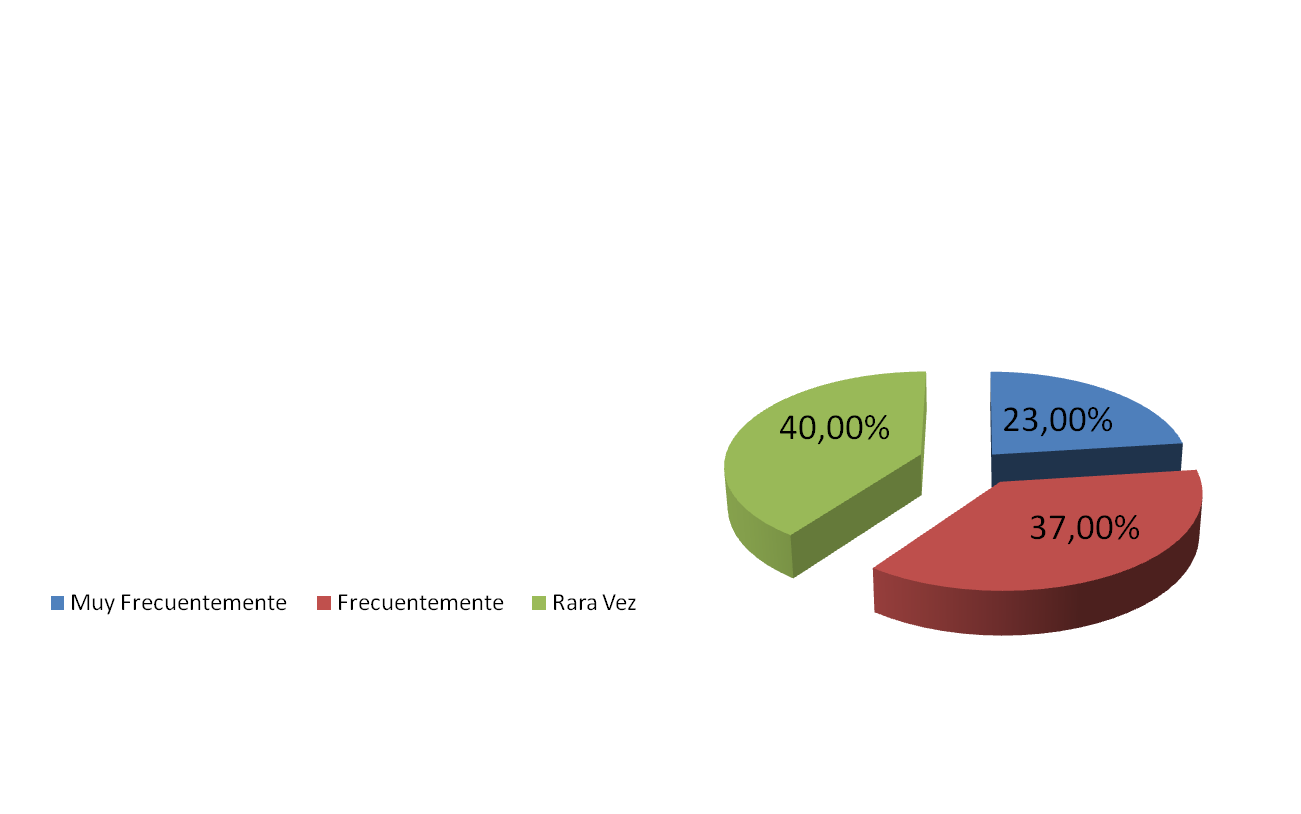 40,00%
23,00%
37,00%
Muy Frecuentemente
Frecuentemente
Rara Vez